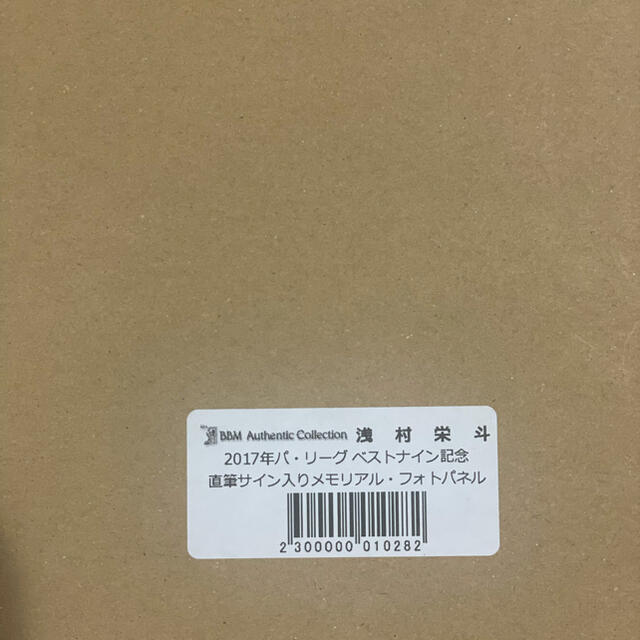 BBM Authentic Collection 浅村栄斗
2017年パ・リーグ ベストナイン記念
直筆サイン入りメモリアル・フォトパネル
2 300000 010282